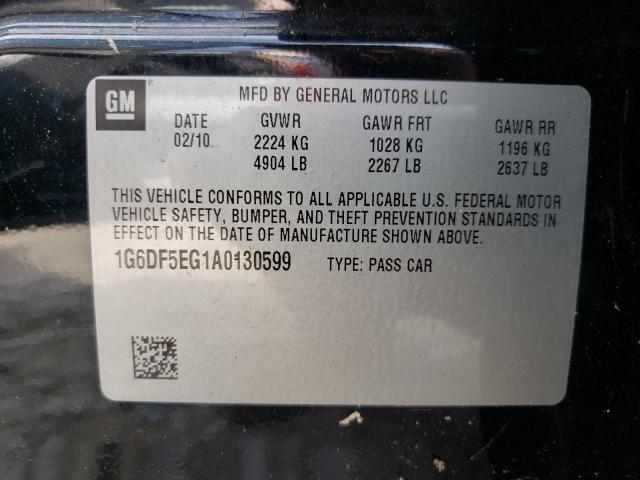 GM
MFD BY GENERAL MOTORS LLC
DATE GVWR GAWR FRT GAWR RR
02/10 2224 KG 1028 KG 1196 KG
4904 LB 2267 LB 2637 LB
THIS VEHICLE CONFORMS TO ALL APPLICABLE U.S. FEDERAL MOTOR
VEHICLE SAFETY, BUMPER, AND THEFT PREVENTION STANDARDS IN
EFFECT ON THE DATE OF MANUFACTURE SHOWN ABOVE.
1G6DF5EG1A0130599 TYPE: PASS CAR